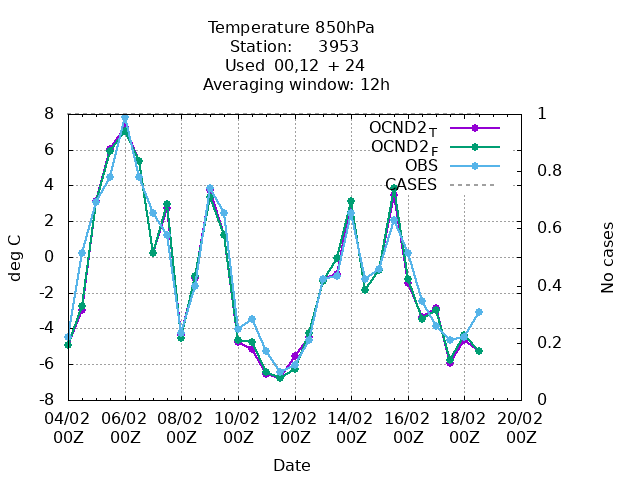 Temperature 850hPa
Station: 3953
Used 00,12 + 24
Averaging window: 12h
8 1
OCND2 T
6 OCND2 F
OBS
0.8
4 CASES
2 0.6
0
0.4
-2
-4
0.2
-6
-8 0
04/02 06/02 08/02 10/02 12/02 14/02 16/02 18/02 20/02
00Z 00Z 00Z 00Z 00Z 00Z 00Z 00Z 00Z
Date
deg C
No cases